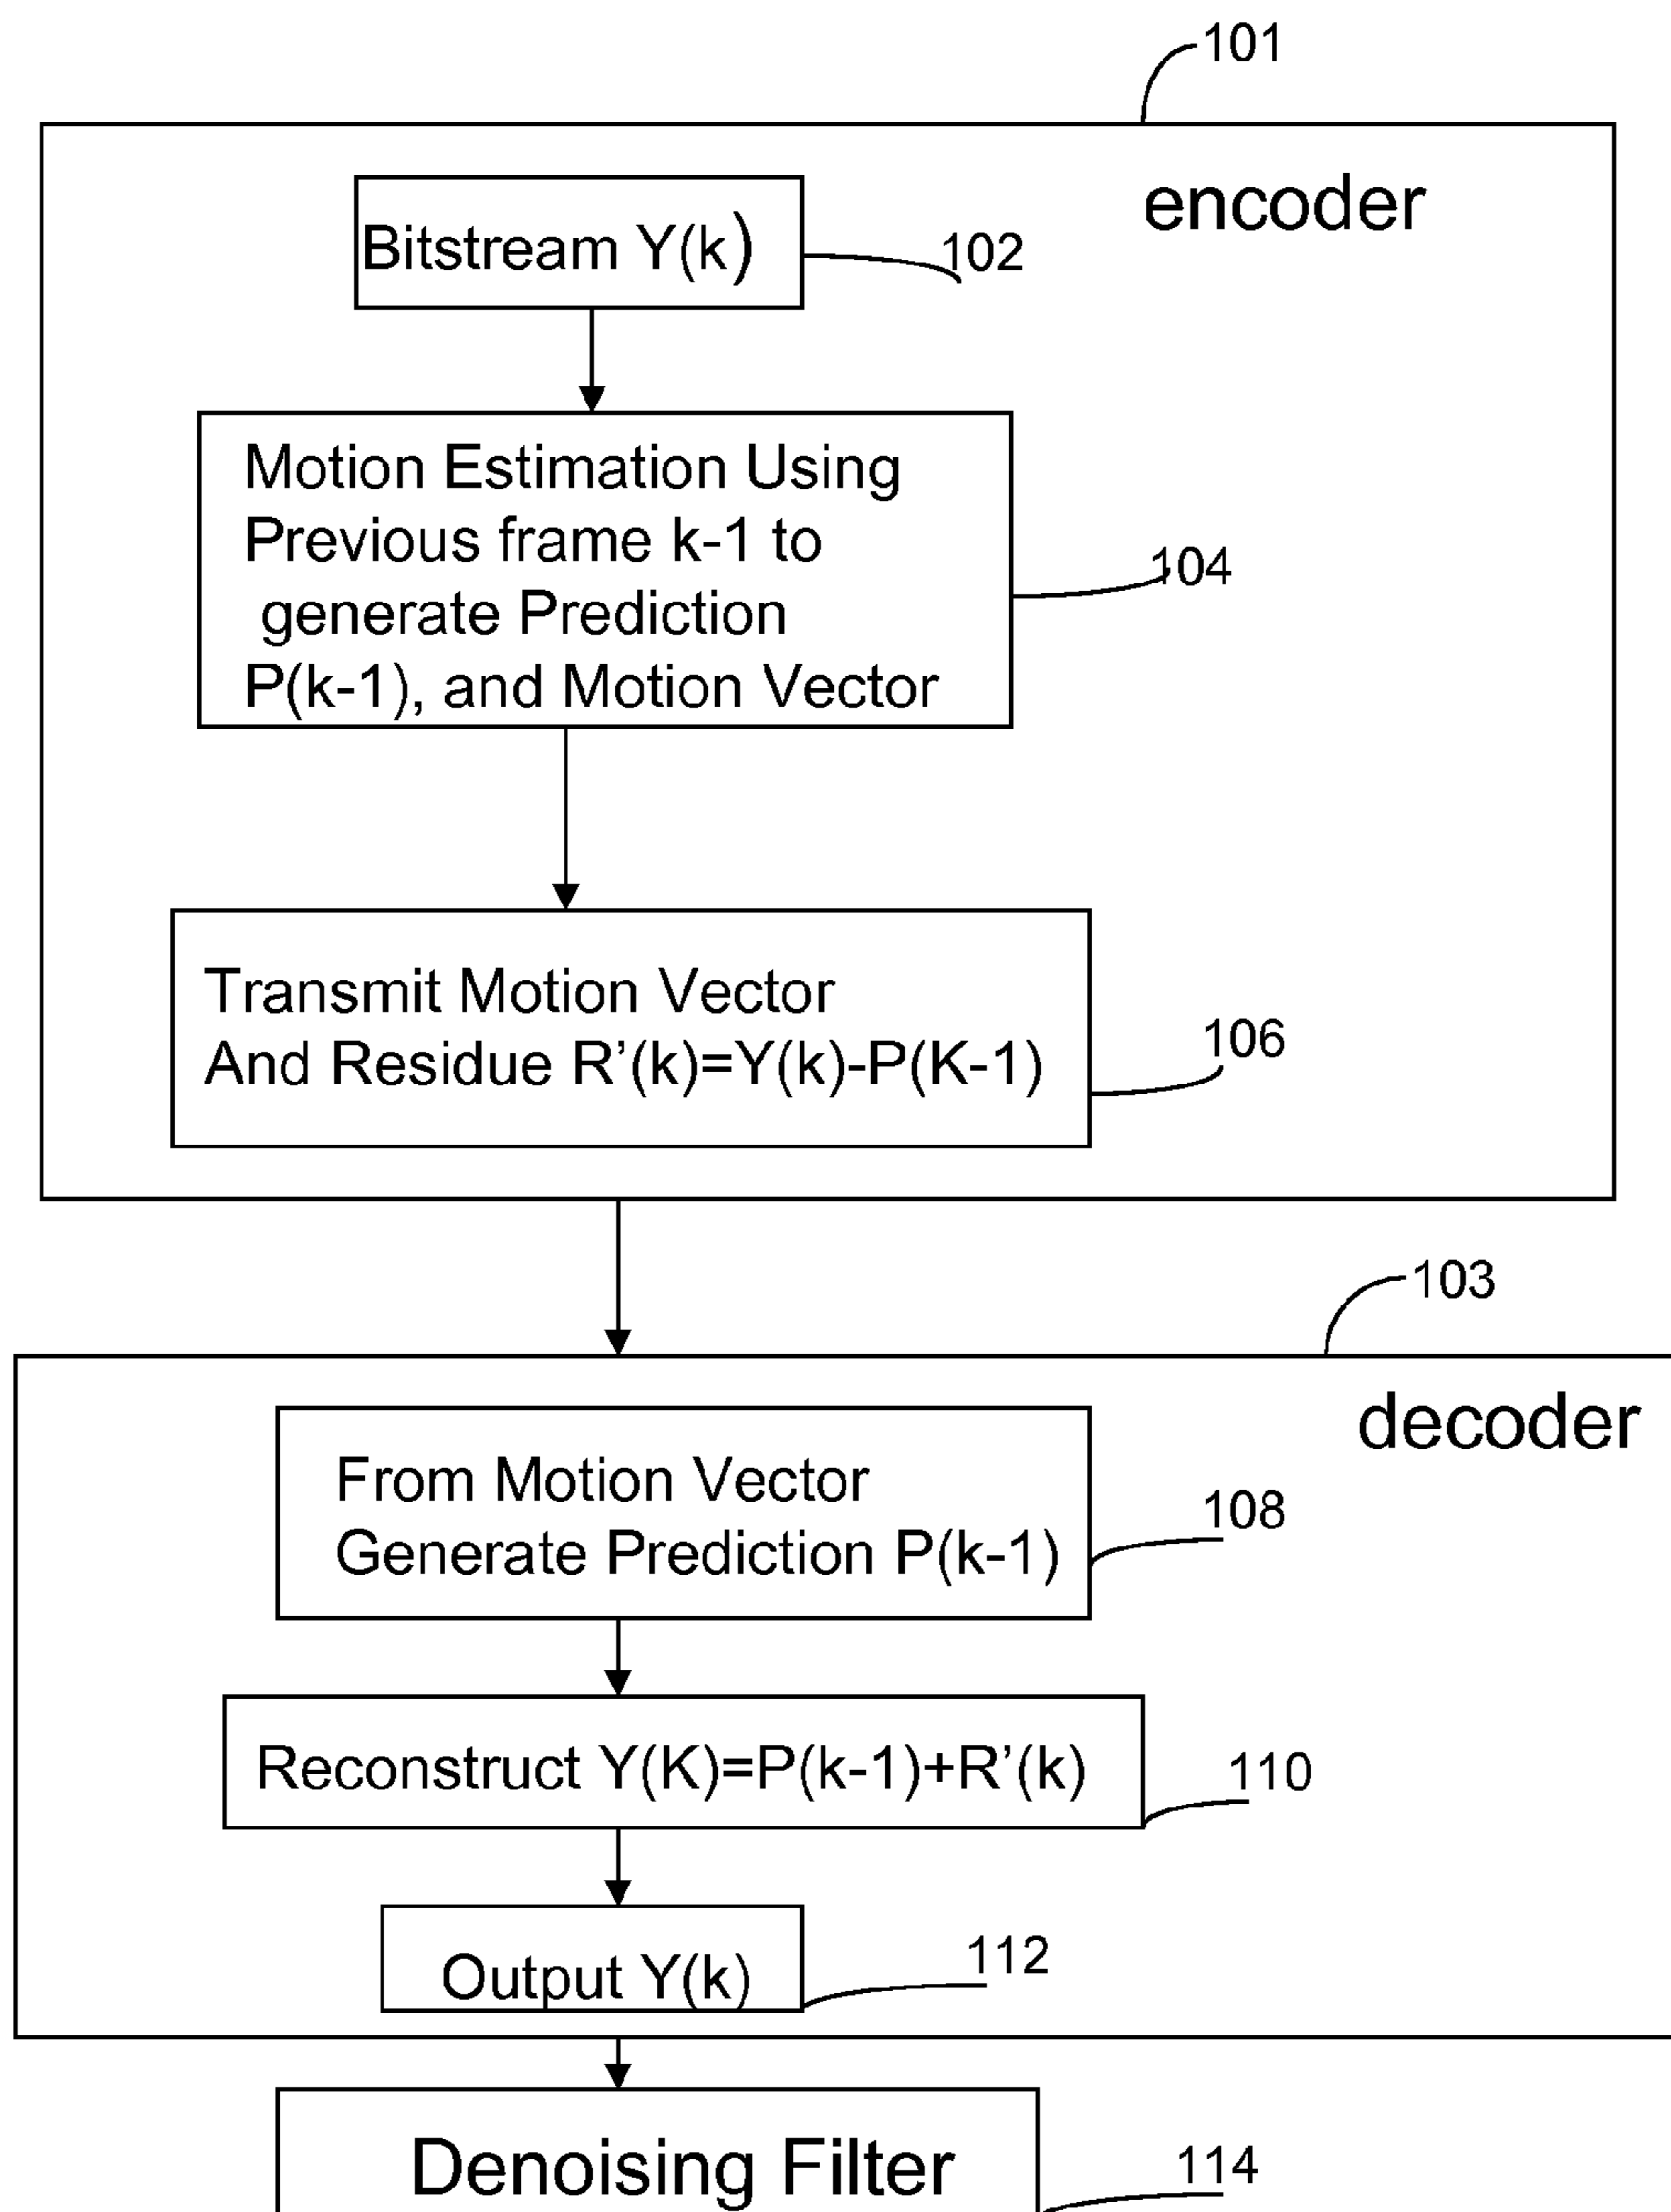 101
encoder
Bitstream Y(k)
102
Motion Estimation Using
Previous frame k-1 to
generate Prediction
P(k-1), and Motion Vector
104
Transmit Motion Vector
And Residue R’(k)=Y(k)-P(K-1)
106
103
decoder
From Motion Vector
Generate Prediction P(k-1)
108
Reconstruct Y(K)=P(k-1)+R’(k)
110
Output Y(k)
112
Denoising Filter
114